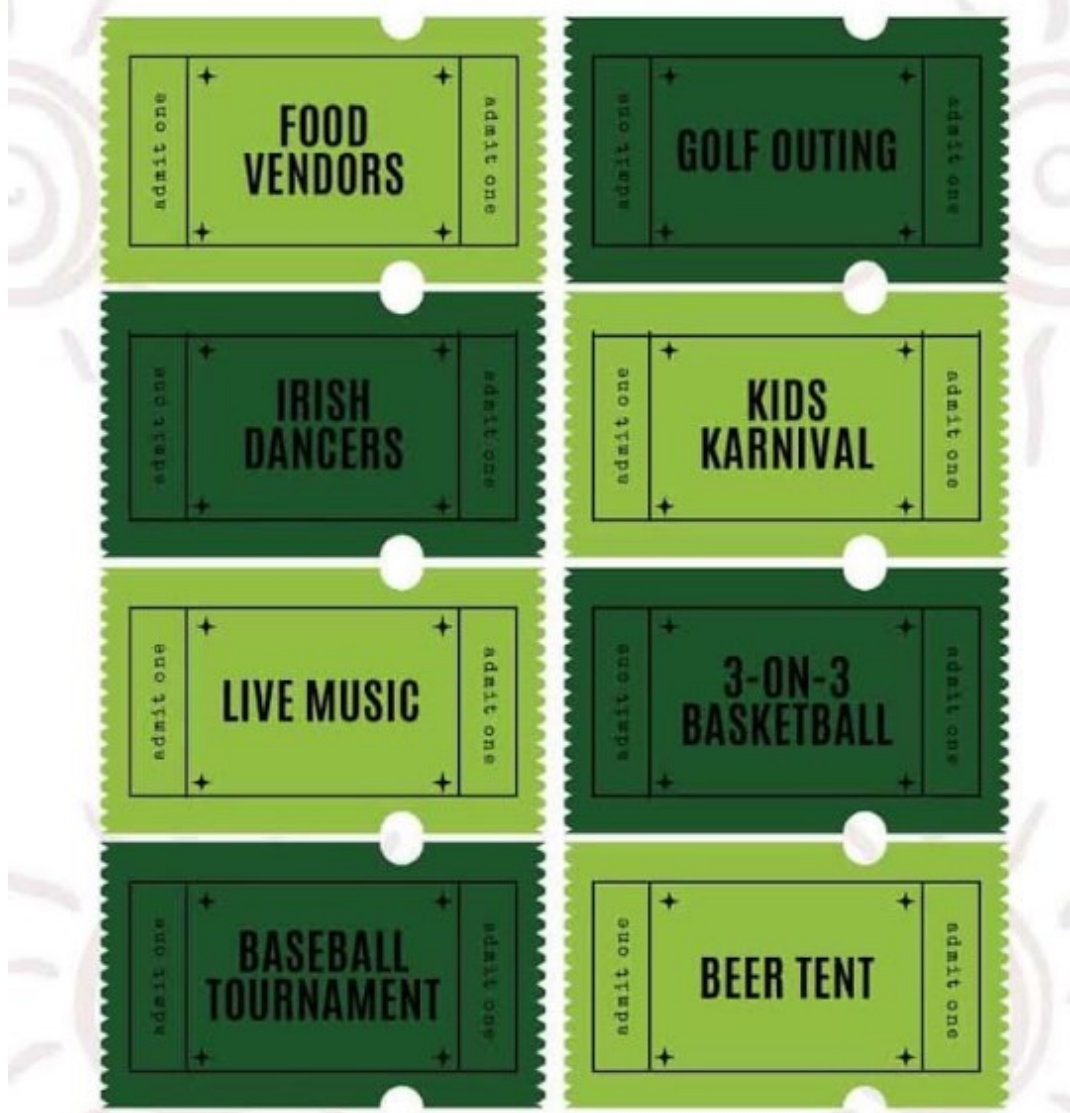 admit one
FOOD
VENDORS
admit one
admit one
GOLF OUTING
admit one
admit one
IRISH
DANCERS
admit one
admit one
KIDS
KARNIVAL
admit one
admit one
LIVE MUSIC
admit one
admit one
3-ON-3
BASKETBALL
admit one
admit one
BASEBALL
TOURNAMENT
admit one
admit one
BEER TENT
admit one